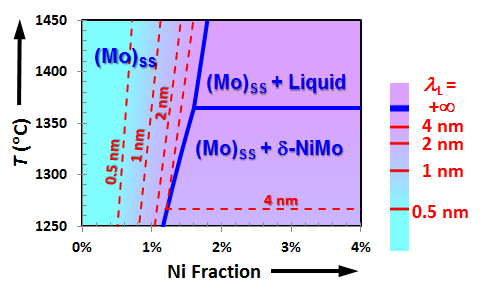 1450
1400
1350
1300
1250
T (°C)
(Mo)SS
(Mo)SS + Liquid
(Mo)SS + δ-NiMo
0.5 nm
1 nm
2 nm
4 nm
0%
1%
2%
3%
4%
Ni Fraction
λL =
+∞
4 nm
2 nm
1 nm
0.5 nm